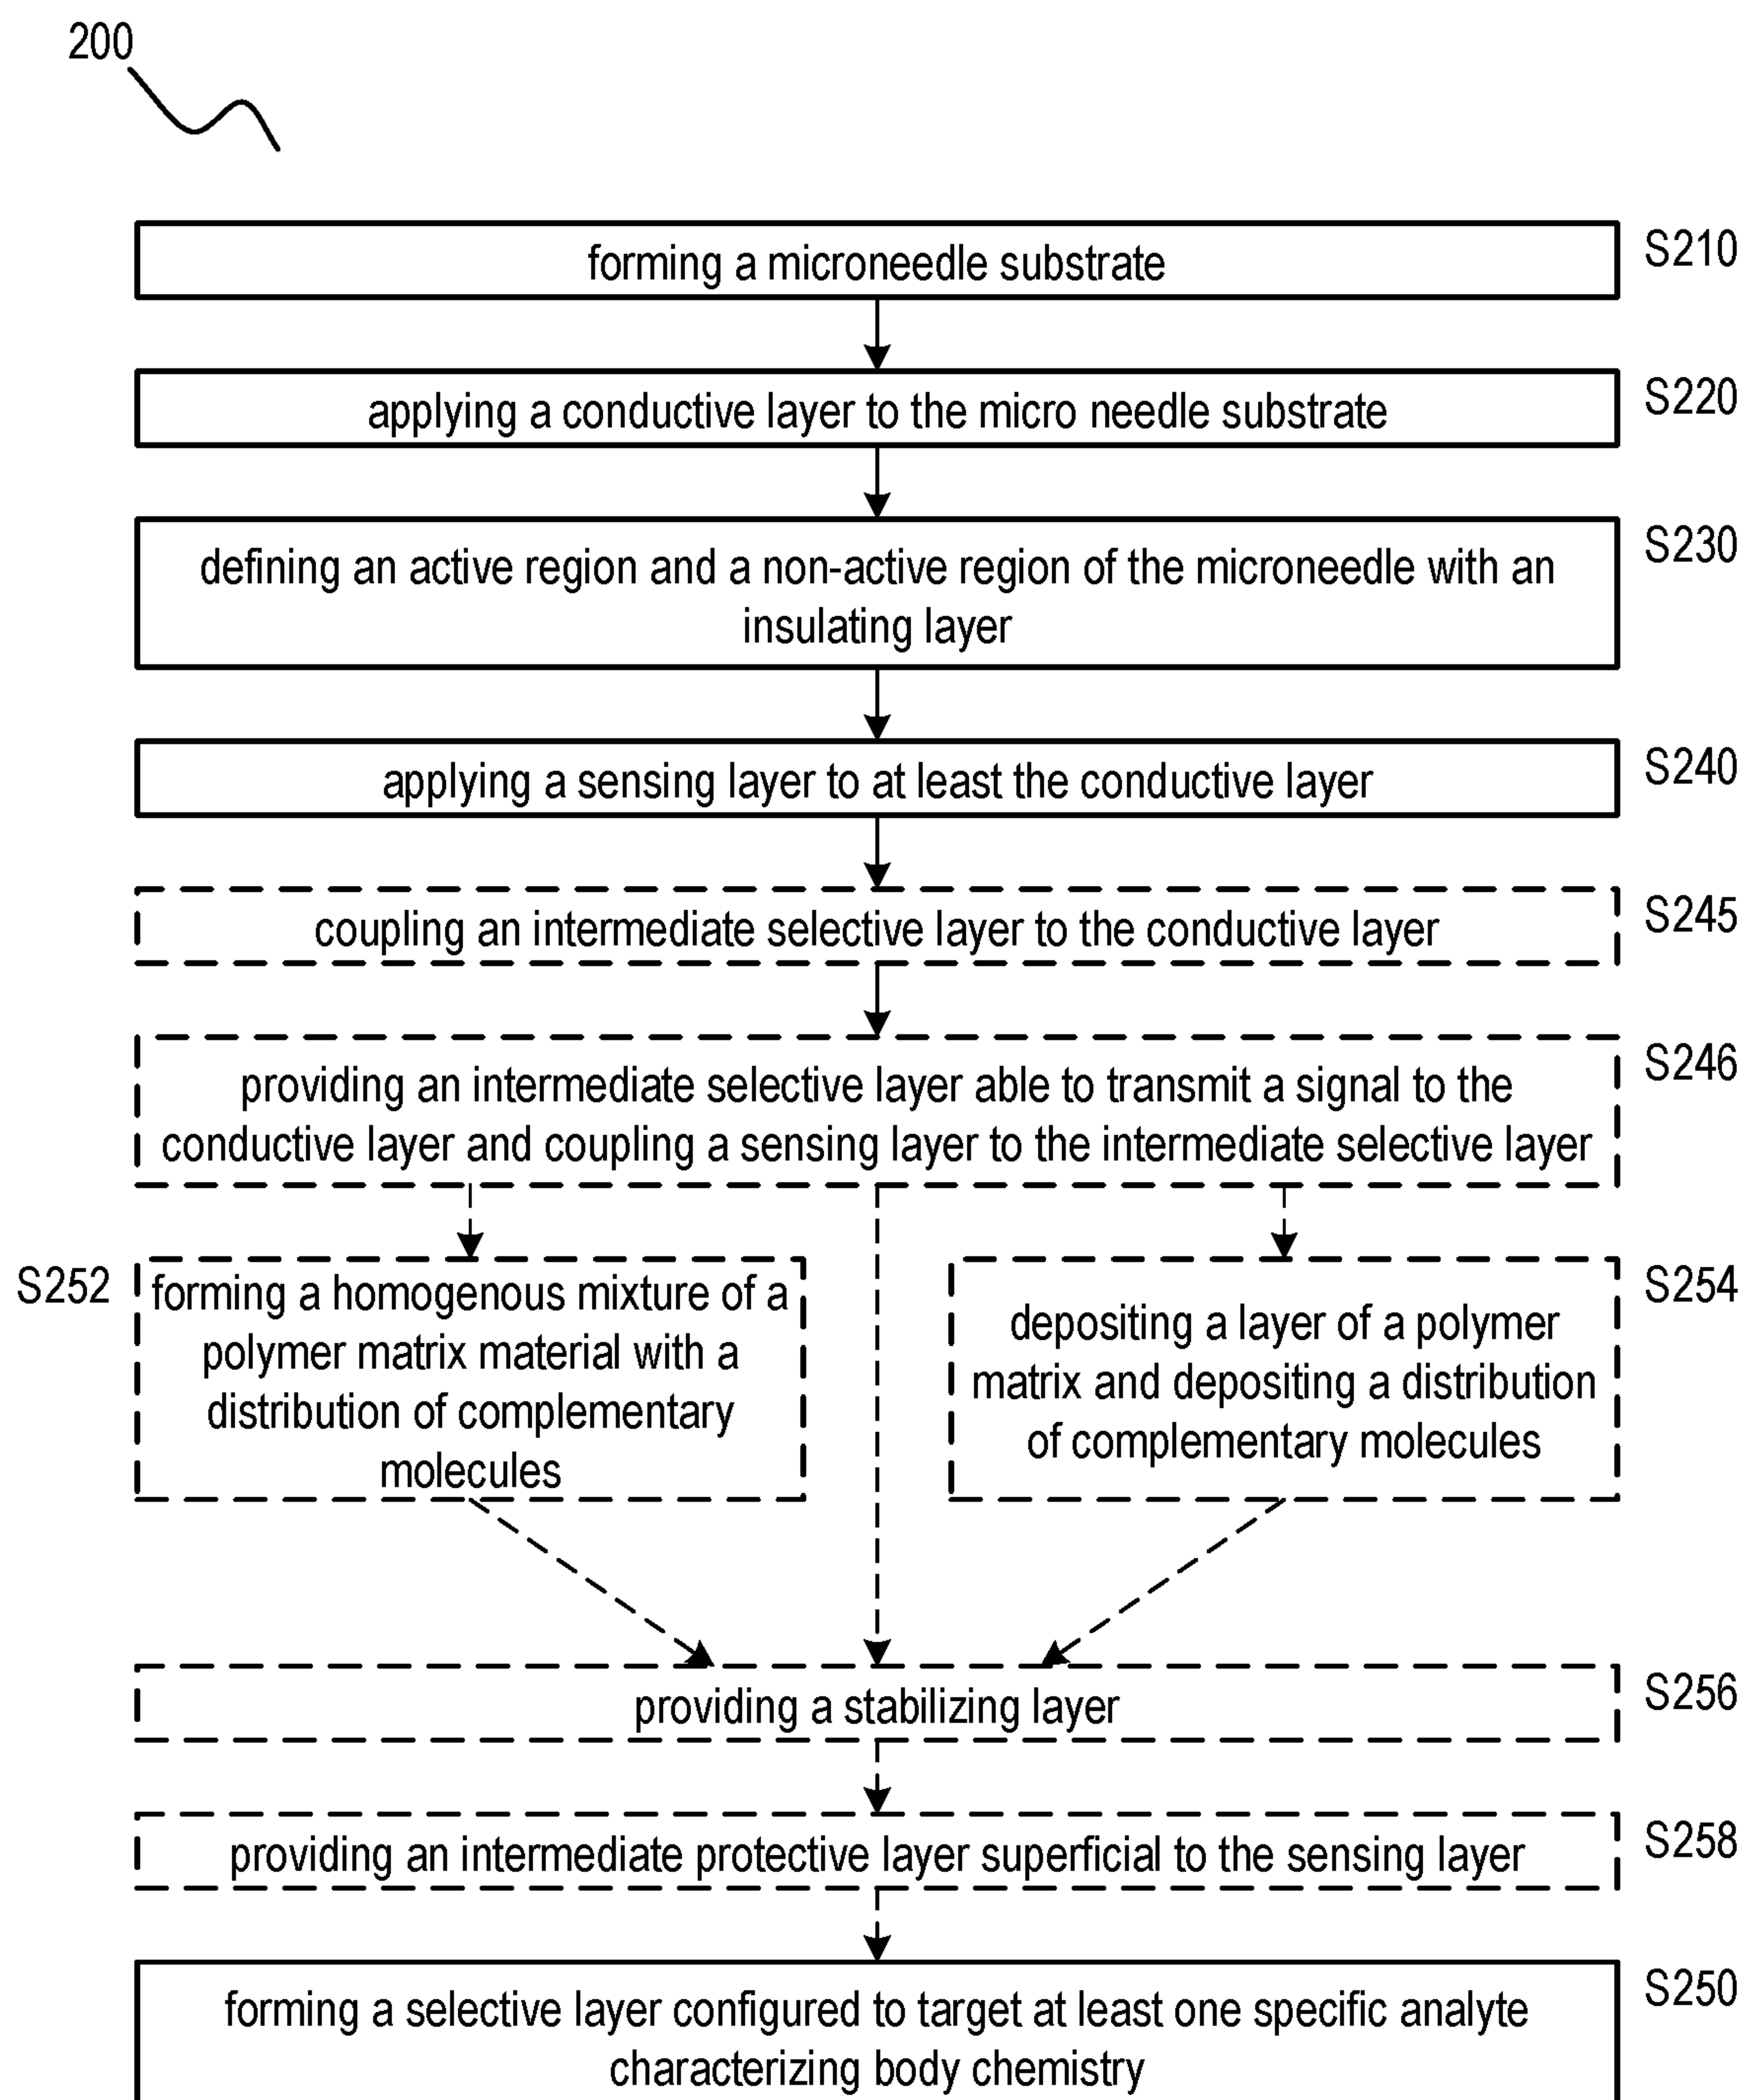 200
forming a microneedle substrate
S210
applying a conductive layer to the micro needle substrate
S220
defining an active region and a non-active region of the microneedle with an
insulating layer
S230
applying a sensing layer to at least the conductive layer
S240
coupling an intermediate selective layer to the conductive layer
S245
providing an intermediate selective layer able to transmit a signal to the
conductive layer and coupling a sensing layer to the intermediate selective layer
S246
S252
forming a homogenous mixture of a
polymer matrix material with a
distribution of complementary
molecules
depositing a layer of a polymer
matrix and depositing a distribution
of complementary molecules
S254
providing a stabilizing layer
S256
providing an intermediate protective layer superficial to the sensing layer
S258
forming a selective layer configured to target at least one specific analyte
characterizing body chemistry
S250